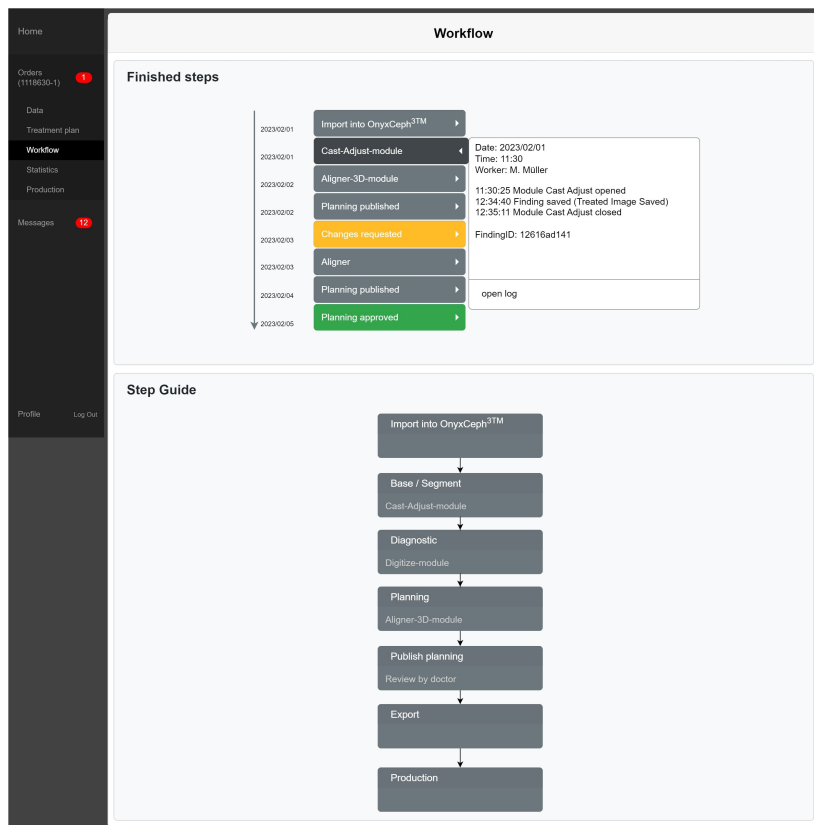 Home
Orders
(1118630-1)
1
Data
Treatment plan
Workflow
Statistics
Production
Messages
12
Profile
Log Out
Workflow
Finished steps
2023/02/01
Import into OnyxCeph3TM
2023/02/01
Cast-Adjust-module
2023/02/02
Aligner-3D-module
2023/02/02
Planning published
2023/02/03
Changes requested
2023/02/03
Aligner
2023/02/04
Planning published
2023/02/05
Planning approved
Date: 2023/02/01
Time: 11:30
Worker: M. Müller
11:30:25 Module Cast Adjust opened
12:34:40 Finding saved (Treated Image Saved)
12:35:11 Module Cast Adjust closed
FindingID: 12616ad141
open log
Step Guide
Import into OnyxCeph3TM
Base / Segment
Cast-Adjust-module
Diagnostic
Digitize-module
Planning
Aligner-3D-module
Publish planning
Review by doctor
Export
Production